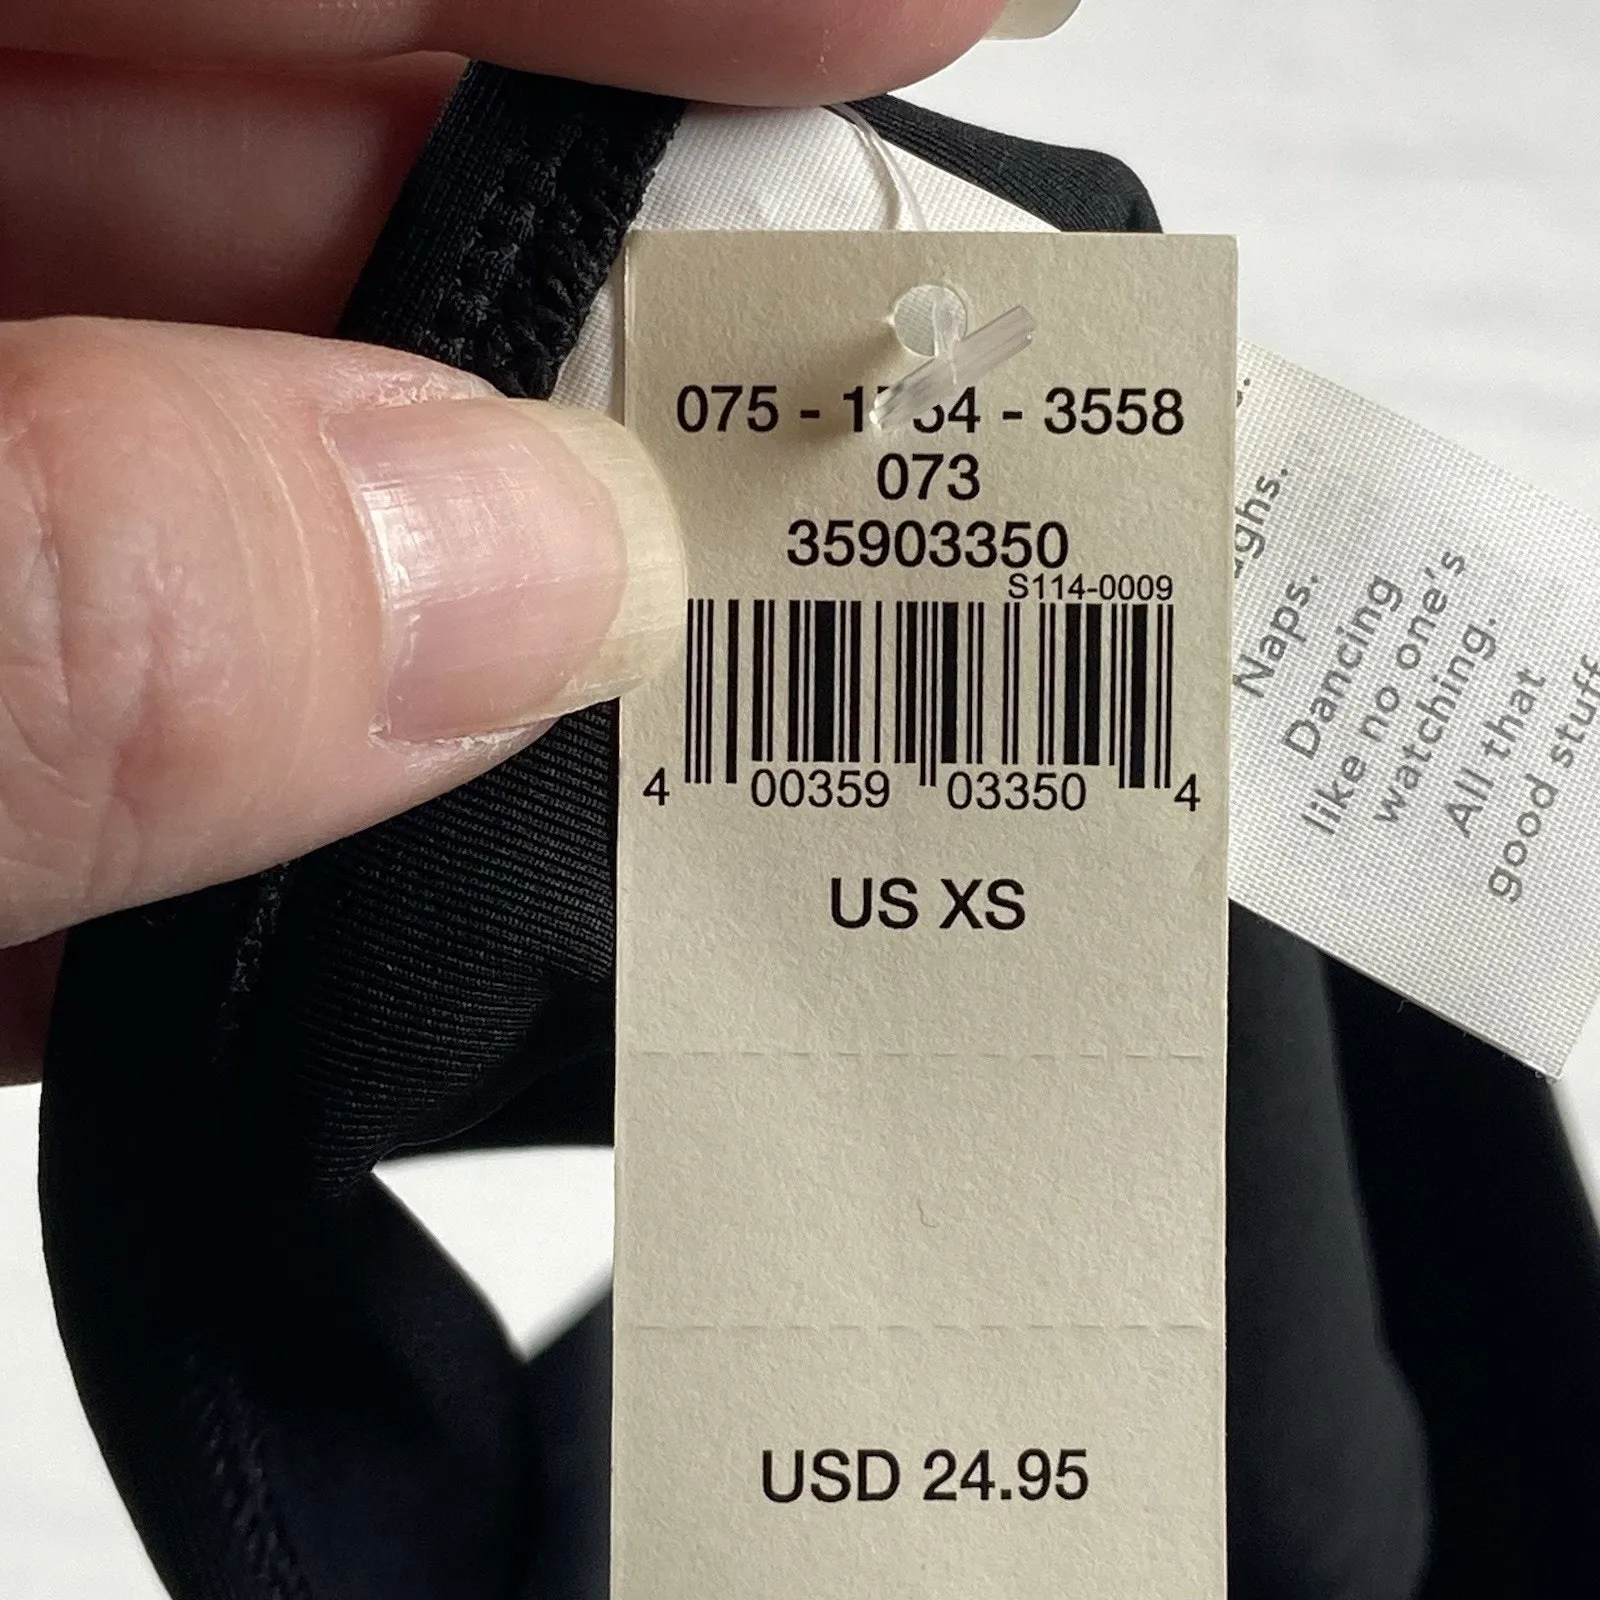 075 - 3558
073
35903350
S114-0009
4 00359 03350 4
US XS
USD 24.95
Naps.
Dancing
like no one's
watching.
All that
good stuff